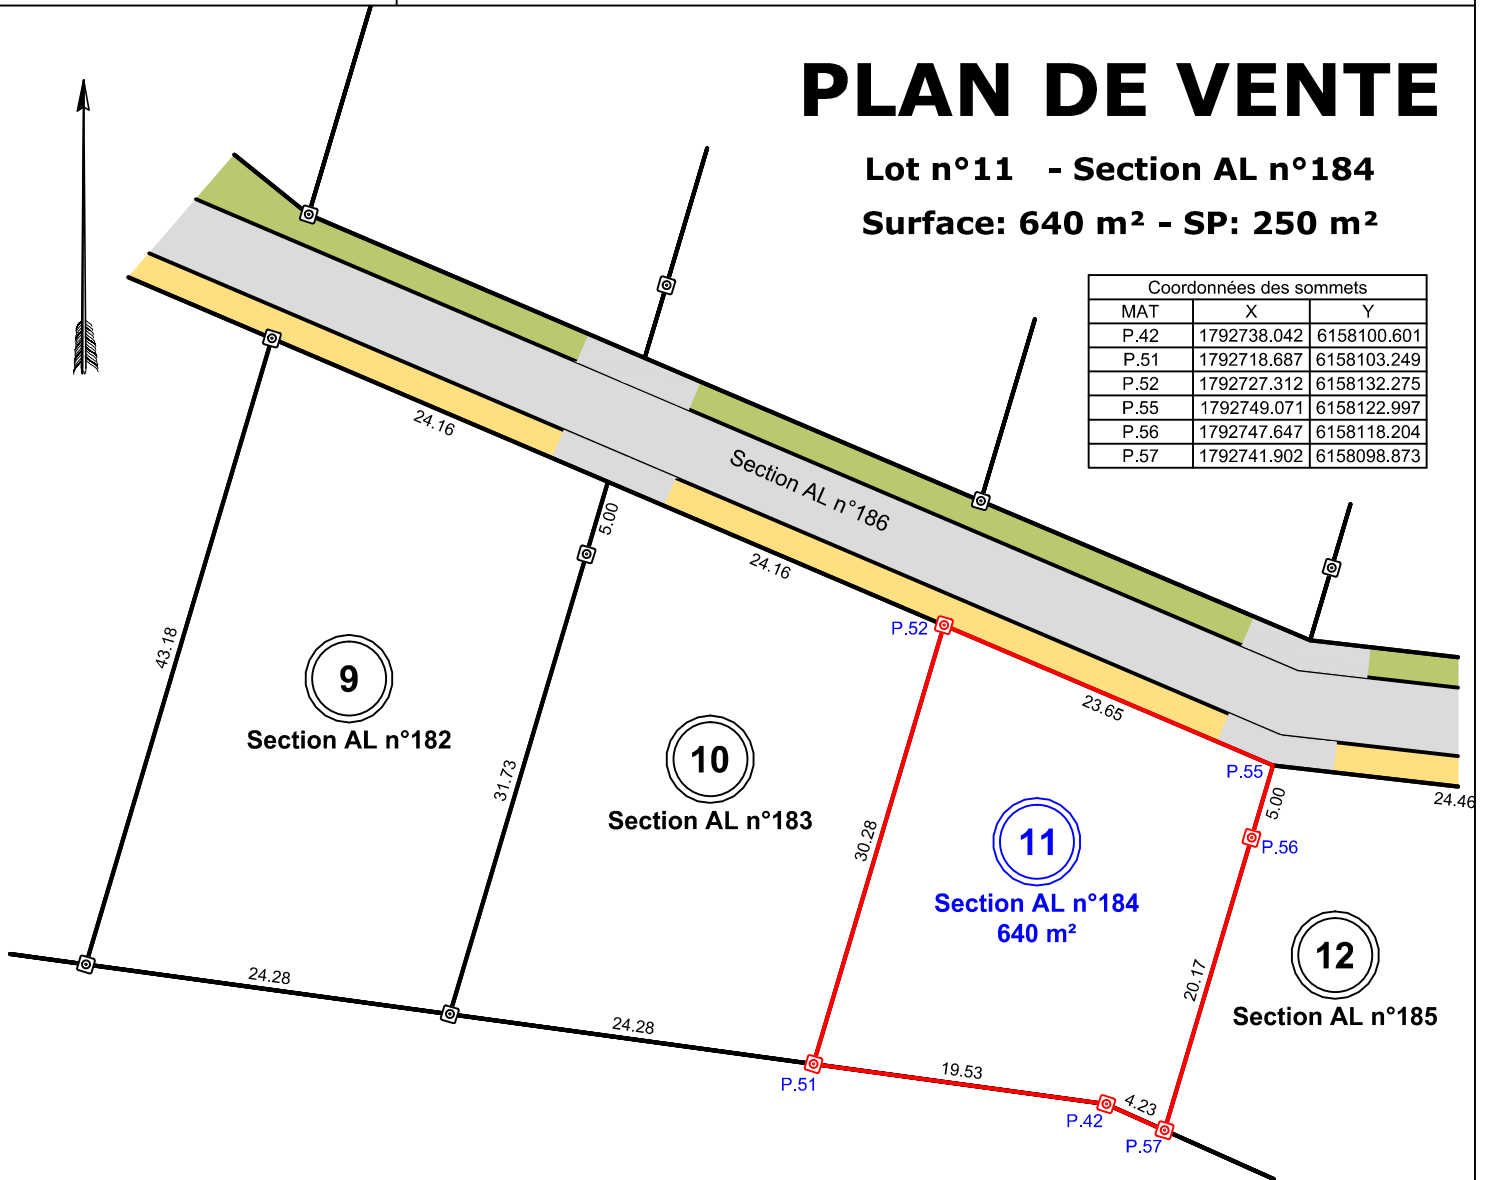 PLAN DE VENTE
Lot n°11 - Section AL n°184
Surface: 640 m² - SP: 250 m²
Coordonnées des sommets
MAT X Y
P.42 1792738.042 6158100.601
P.51 1792718.687 6158103.249
P.52 1792727.312 6158132.275
P.55 1792749.071 6158122.997
P.56 1792747.647 6158118.204
P.57 1792741.902 6158098.873
24.16
Section AL n°186
5.00
24.16
P.52
43.18
9
Section AL n°182
23.65
10
Section AL n°183
31.73
P.55
5.00
24.46
30.28
11
Section AL n°184
640 m²
P.56
12
Section AL n°185
20.17
24.28
24.28
P.51
19.53
4.23
P.42
P.57